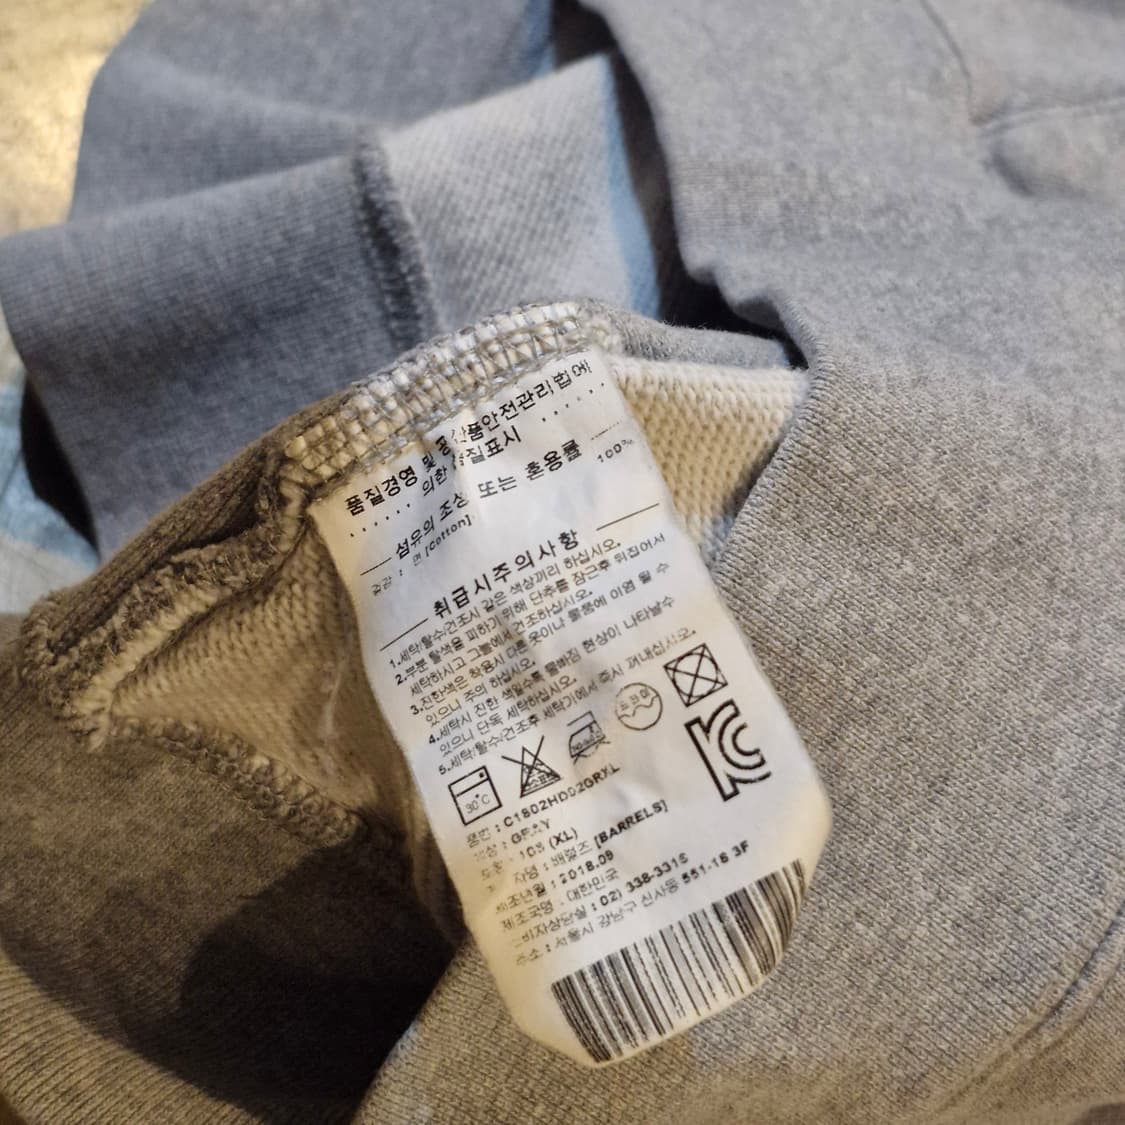 품질경영 및 공산품안전관리법에
의한 품질표시
섬유의 조성 또는 혼용률
겉감 : 면 [cotton] 100%
취급시주의사항
1.세탁/탈수/건조시 같은 색상끼리 하십시오.
2.부분 탈색을 피하기 위해 단추를 잠근후 뒤집어서
세탁하시고 그늘에서 건조하십시오.
3.진한색은 착용시 다른 옷이나 물품에 이염 될 수
있으니 주의 하십시오.
4.세탁시 진한 색일수록 물빠짐 현상이 나타날수
있으니 단독 세탁하십시오.
5.세탁/탈수/건조후 세탁기에서 즉시 꺼내십시오.
30°C
KC
품번 : C1802HD02GRXL
색상 : GRAY
(XL)
자명 : 배럴즈 [BARRELS]
제조년월 : 2018.09
제조국명 : 대한민국
소비자상담실 : 02) 338-3315
주소 : 서울시 강남구 신사동 551-16 3F